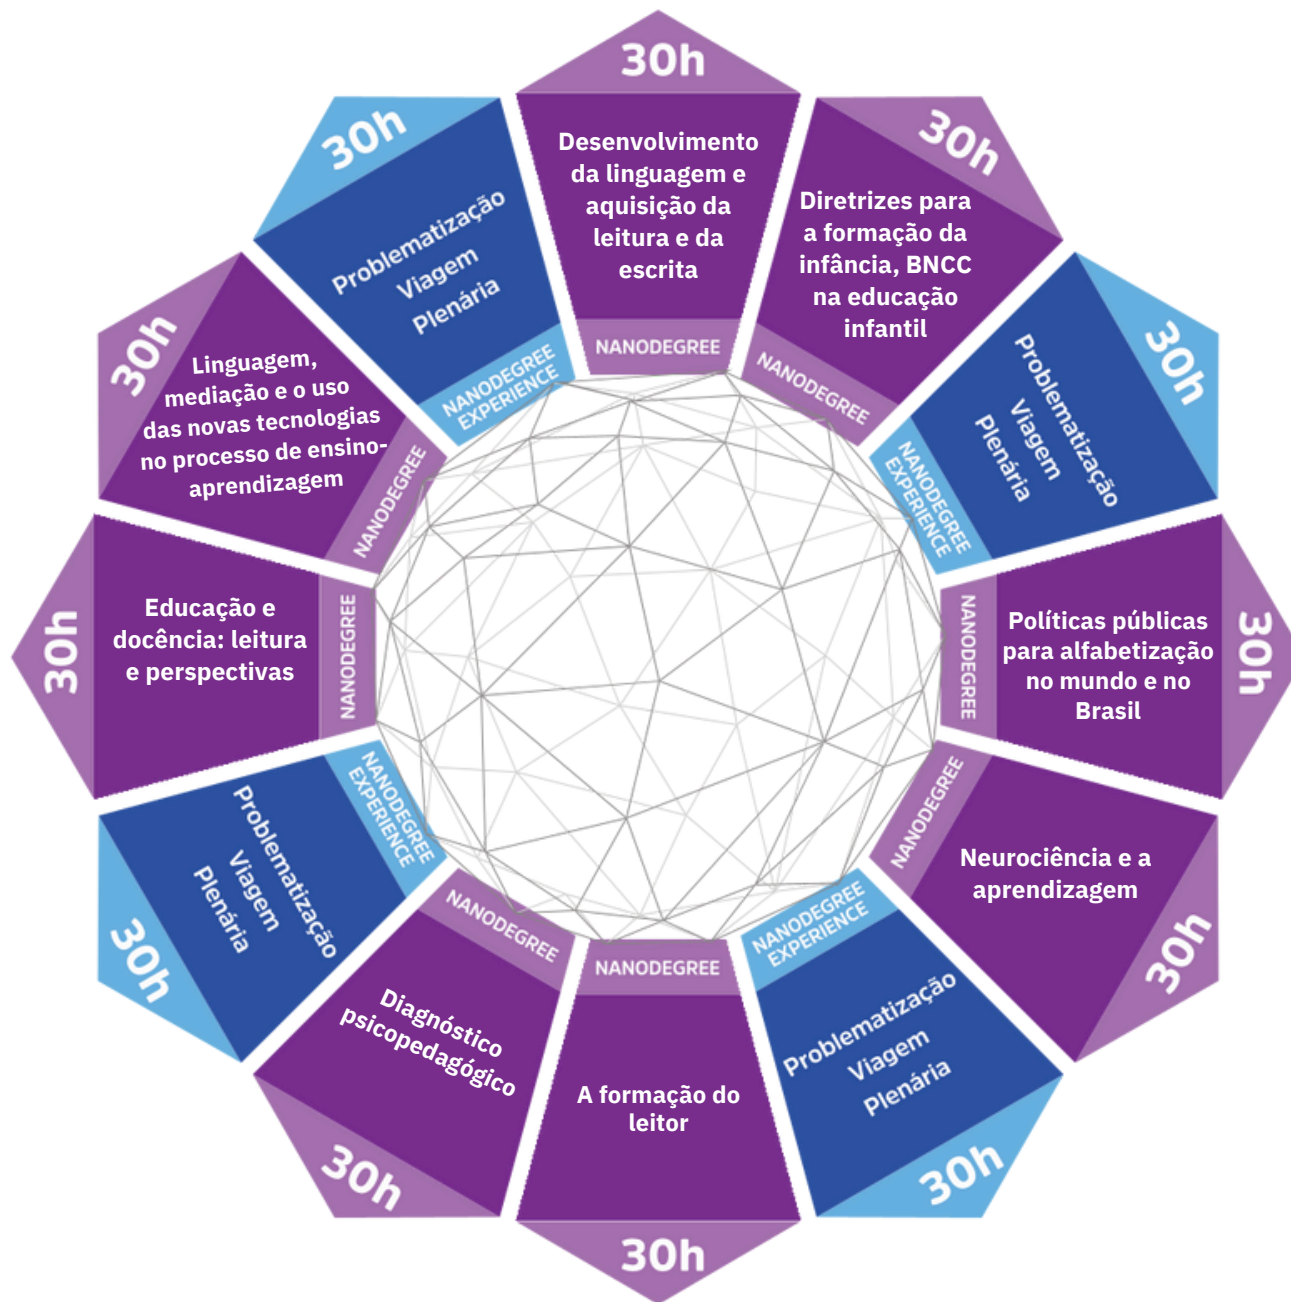 30h
Desenvolvimento
da linguagem e
aquisição da
leitura e da
escrita
NANODEGREE
30h
Diretrizes para
a formação da
infância, BNCC
na educação
infantil
NANODEGREE
30h
Problematização
Viagem
Plenária
NANODEGREE
EXPERIENCE
30h
Políticas públicas
para alfabetização
no mundo e no
Brasil
NANODEGREE
30h
Neurociência e a
aprendizagem
NANODEGREE
30h
Problematização
Viagem
Plenária
NANODEGREE
EXPERIENCE
30h
A formação do
leitor
NANODEGREE
30h
Diagnóstico
psicopedagógico
NANODEGREE
30h
Problematização
Viagem
Plenária
NANODEGREE
EXPERIENCE
30h
Educação e
docência: leitura
e perspectivas
NANODEGREE
30h
Linguagem,
mediação e o uso
das novas tecnologias
no processo de ensino-
aprendizagem
NANODEGREE
30h
Problematização
Viagem
Plenária
NANODEGREE
EXPERIENCE